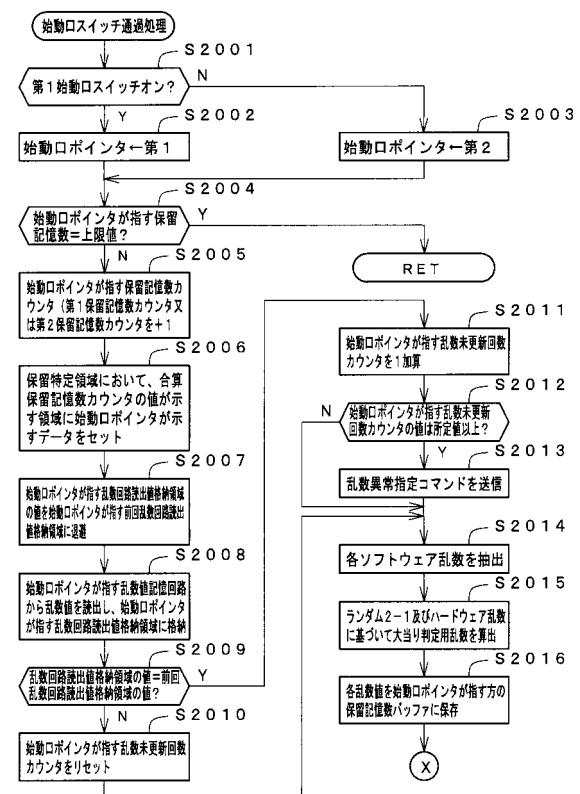 始動口スイッチ通過処理
S2001
第1始動口スイッチオン?
N
Y
S2002
始動口ポインタ←第1
S2003
始動口ポインタ←第2
S2004
始動口ポインタが指す保留
記憶数=上限値?
Y
N
RET
S2005
始動口ポインタが指す保留記憶数カ
ウンタ(第1保留記憶数カウンタ又
は第2保留記憶数カウンタを+1
S2006
保留特定領域において、合算
保留記憶数カウンタの値が示
す領域に始動口ポインタが示
すデータをセット
S2007
始動口ポインタが指す乱数回路読出値格納領域
の値を始動口ポインタが指す前回乱数回路読出
値格納領域に退避
S2008
始動口ポインタが指す乱数値記憶回路
から乱数値を読出し、始動口ポインタ
が指す乱数回路読出値格納領域に格納
S2009
乱数回路読出値格納領域の値=前回
乱数回路読出値格納領域の値?
Y
N
S2010
始動口ポインタが指す乱数未更新回数
カウンタをリセット
S2011
始動口ポインタが指す乱数未更新回数
カウンタを1加算
S2012
始動口ポインタが指す乱数未更新
回数カウンタの値は所定値以上?
N
Y
S2013
乱数異常指定コマンドを送信
S2014
各ソフトウェア乱数を抽出
S2015
ランダム2-1及びハードウェア乱数
に基づいて大当り判定用乱数を算出
S2016
各乱数値を始動口ポインタが指す方の
保留記憶数バッファに保存
X